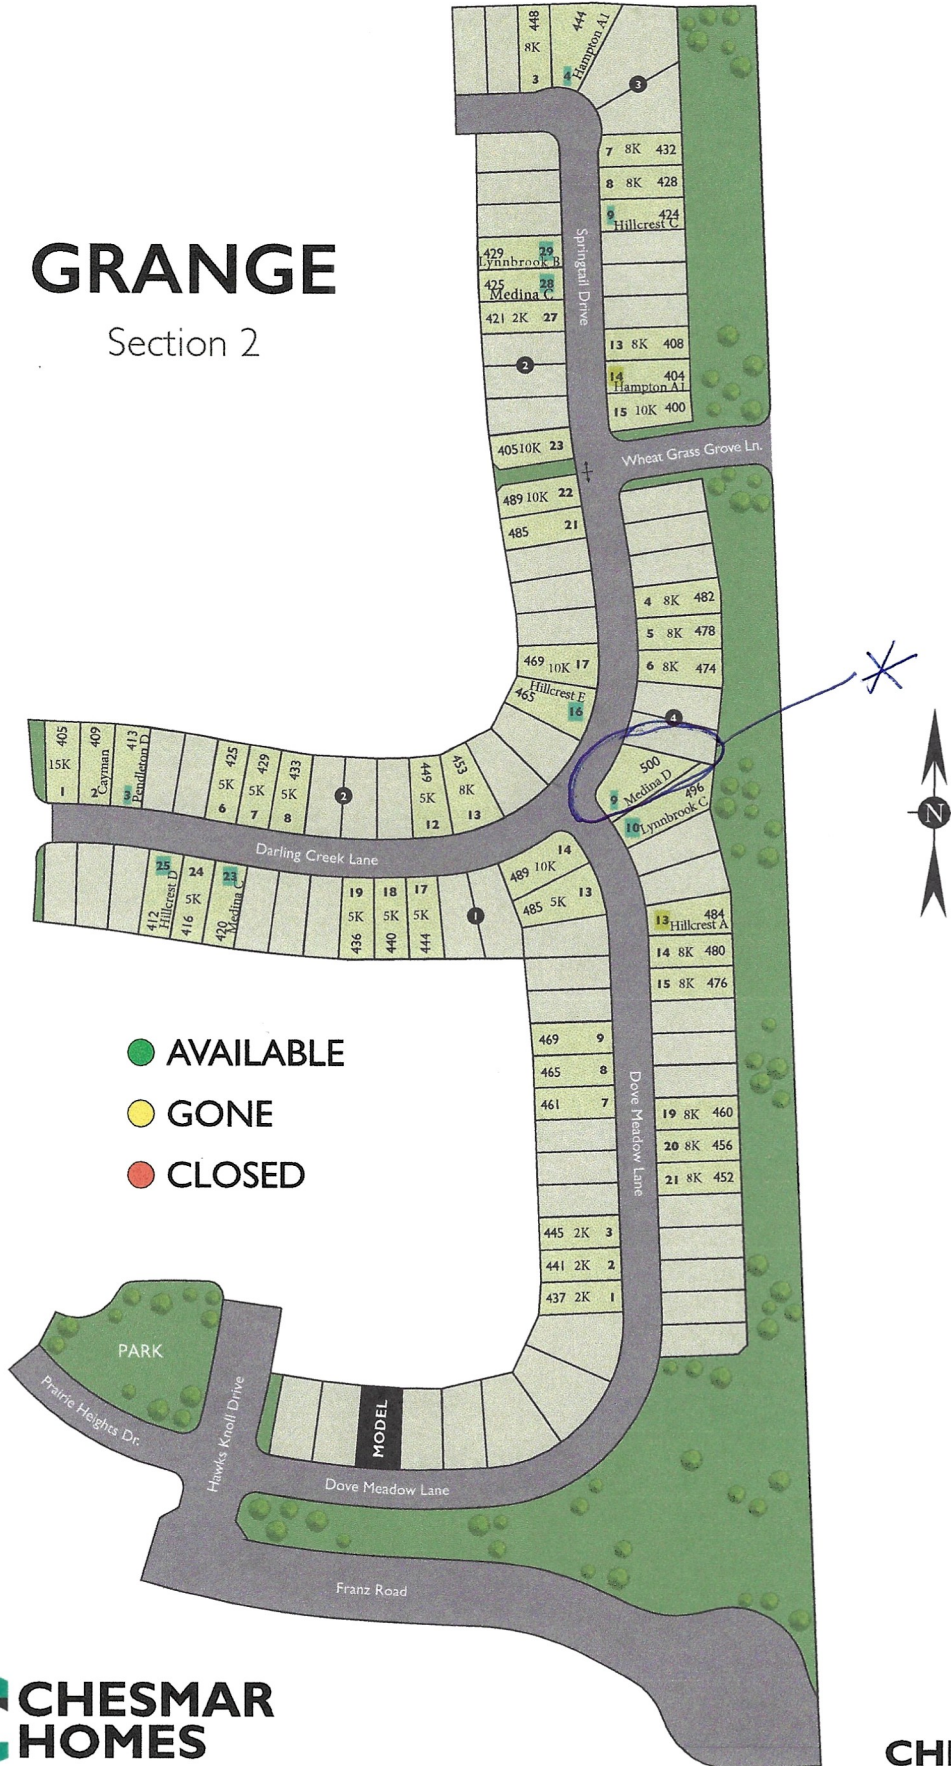 GRANGE
Section 2
448
8K
3
444
Hampton A1
4
3
7 8K 432
8 8K 428
9 424
Hillcrest C
429 29
Lynnbrook B
425 28
Medina C
421 2K 27
2
Springtail Drive
13 8K 408
14 404
Hampton A1
15 10K 400
405 10K 23
Wheat Grass Grove Ln.
489 10K 22
485 21
4 8K 482
5 8K 478
6 8K 474
469 10K 17
Hillcrest E
465 16
4
500
Medina D
9
496
10 Lynnbrook C
405
15K
1
409
Cayman
2
413
Pendleton D
3
425
5K
6
429
5K
7
433
5K
8
2
449
5K
12
453
8K
13
Darling Creek Lane
25
Hillcrest D
412
24
5K
416
23
Medina C
420
19
5K
436
18
5K
440
17
5K
444
1
14
489 10K
13
485 5K
13 484
Hillcrest A
14 8K 480
15 8K 476
469 9
465 8
461 7
Dove Meadow Lane
19 8K 460
20 8K 456
21 8K 452
445 2K 3
441 2K 2
437 2K 1
N
AVAILABLE
GONE
CLOSED
PARK
Prairie Heights Dr.
Hawks Knoll Drive
MODEL
Dove Meadow Lane
Franz Road
CHESMAR
HOMES